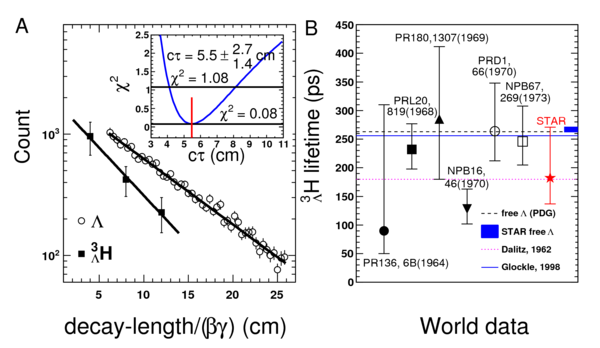 A
Count
10³
10²
5 10 15 20 25
decay-length/(βγ) (cm)
Λ
³ΛH
χ²
2.5
2
1.5
1
0.5
0
3 4 5 6 7 8 9 10 11
cτ (cm)
cτ = 5.5 ± 2.7 1.4 cm
χ² = 1.08
χ² = 0.08
B
³ΛH lifetime (ps)
450
400
350
300
250
200
150
100
50
0
World data
PR180,1307(1969)
PRD1,
66(1970)
NPB67,
269(1973)
PRL20,
819(1968)
STAR
NPB16,
46(1970)
PR136, 6B(1964)
free Λ (PDG)
STAR free Λ
Dalitz, 1962
Glockle, 1998